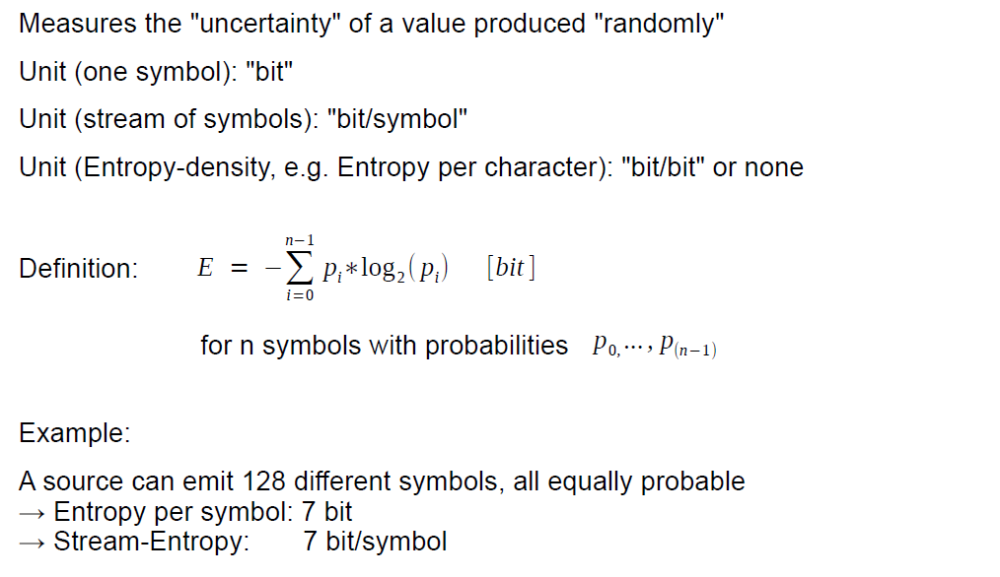 Measures the "uncertainty" of a value produced "randomly"
Unit (one symbol): "bit"
Unit (stream of symbols): "bit/symbol"
Unit (Entropy-density, e.g. Entropy per character): "bit/bit" or none
Definition: E = −∑_{i=0}^{n−1} p_i∗log_2(p_i) [bit]
for n symbols with probabilities p_{0,}⋯, p_{(n−1)}
Example:
A source can emit 128 different symbols, all equally probable
→ Entropy per symbol: 7 bit
→ Stream-Entropy: 7 bit/symbol